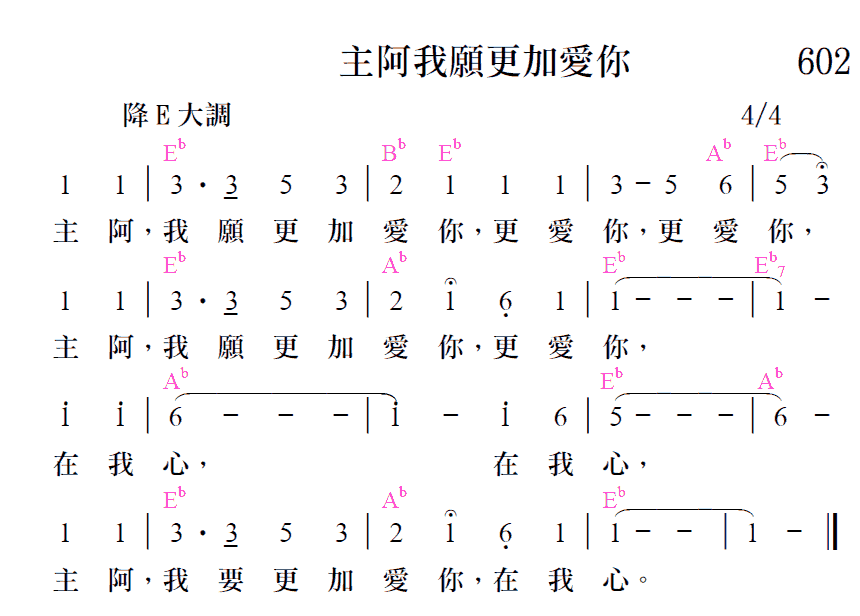 主阿我願更加愛你 602
降E大調 4/4
E♭ B♭ E♭ A♭ E♭
1 1 | 3 • 3 5 3 | 2 1 1 1 | 3 – 5 6 | 5 3
主阿，我願更加愛你，更愛你，更愛你，
E♭ A♭ E♭ E♭7
1 1 | 3 • 3 5 3 | 2 1 6 1 | 1 – – – | 1 –
主阿，我願更加愛你，更愛你，
A♭ E♭ A♭
i i | 6 – – – | i – i 6 | 5 – – – | 6 –
在我心， 在我心，
E♭ A♭ E♭
1 1 | 3 • 3 5 3 | 2 1 6 1 | 1 – – | 1 – ‖
主阿，我要更加愛你，在我心。